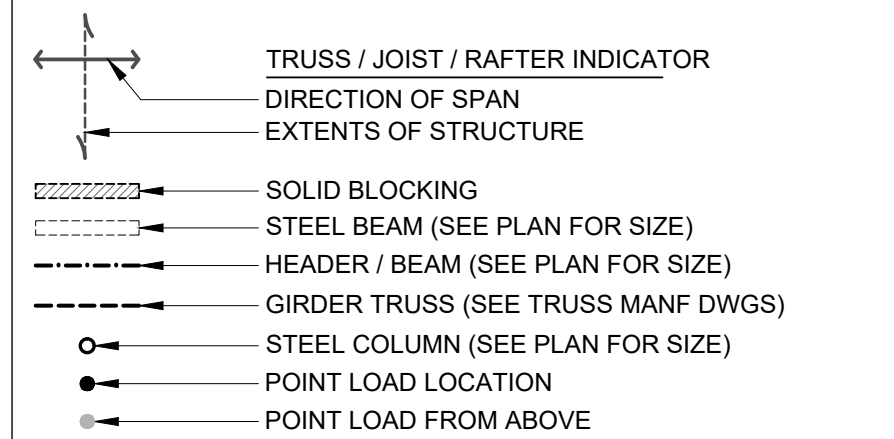 TRUSS / JOIST / RAFTER INDICATOR
DIRECTION OF SPAN
EXTENTS OF STRUCTURE
SOLID BLOCKING
STEEL BEAM (SEE PLAN FOR SIZE)
HEADER / BEAM (SEE PLAN FOR SIZE)
GIRDER TRUSS (SEE TRUSS MANF DWGS)
STEEL COLUMN (SEE PLAN FOR SIZE)
POINT LOAD LOCATION
POINT LOAD FROM ABOVE